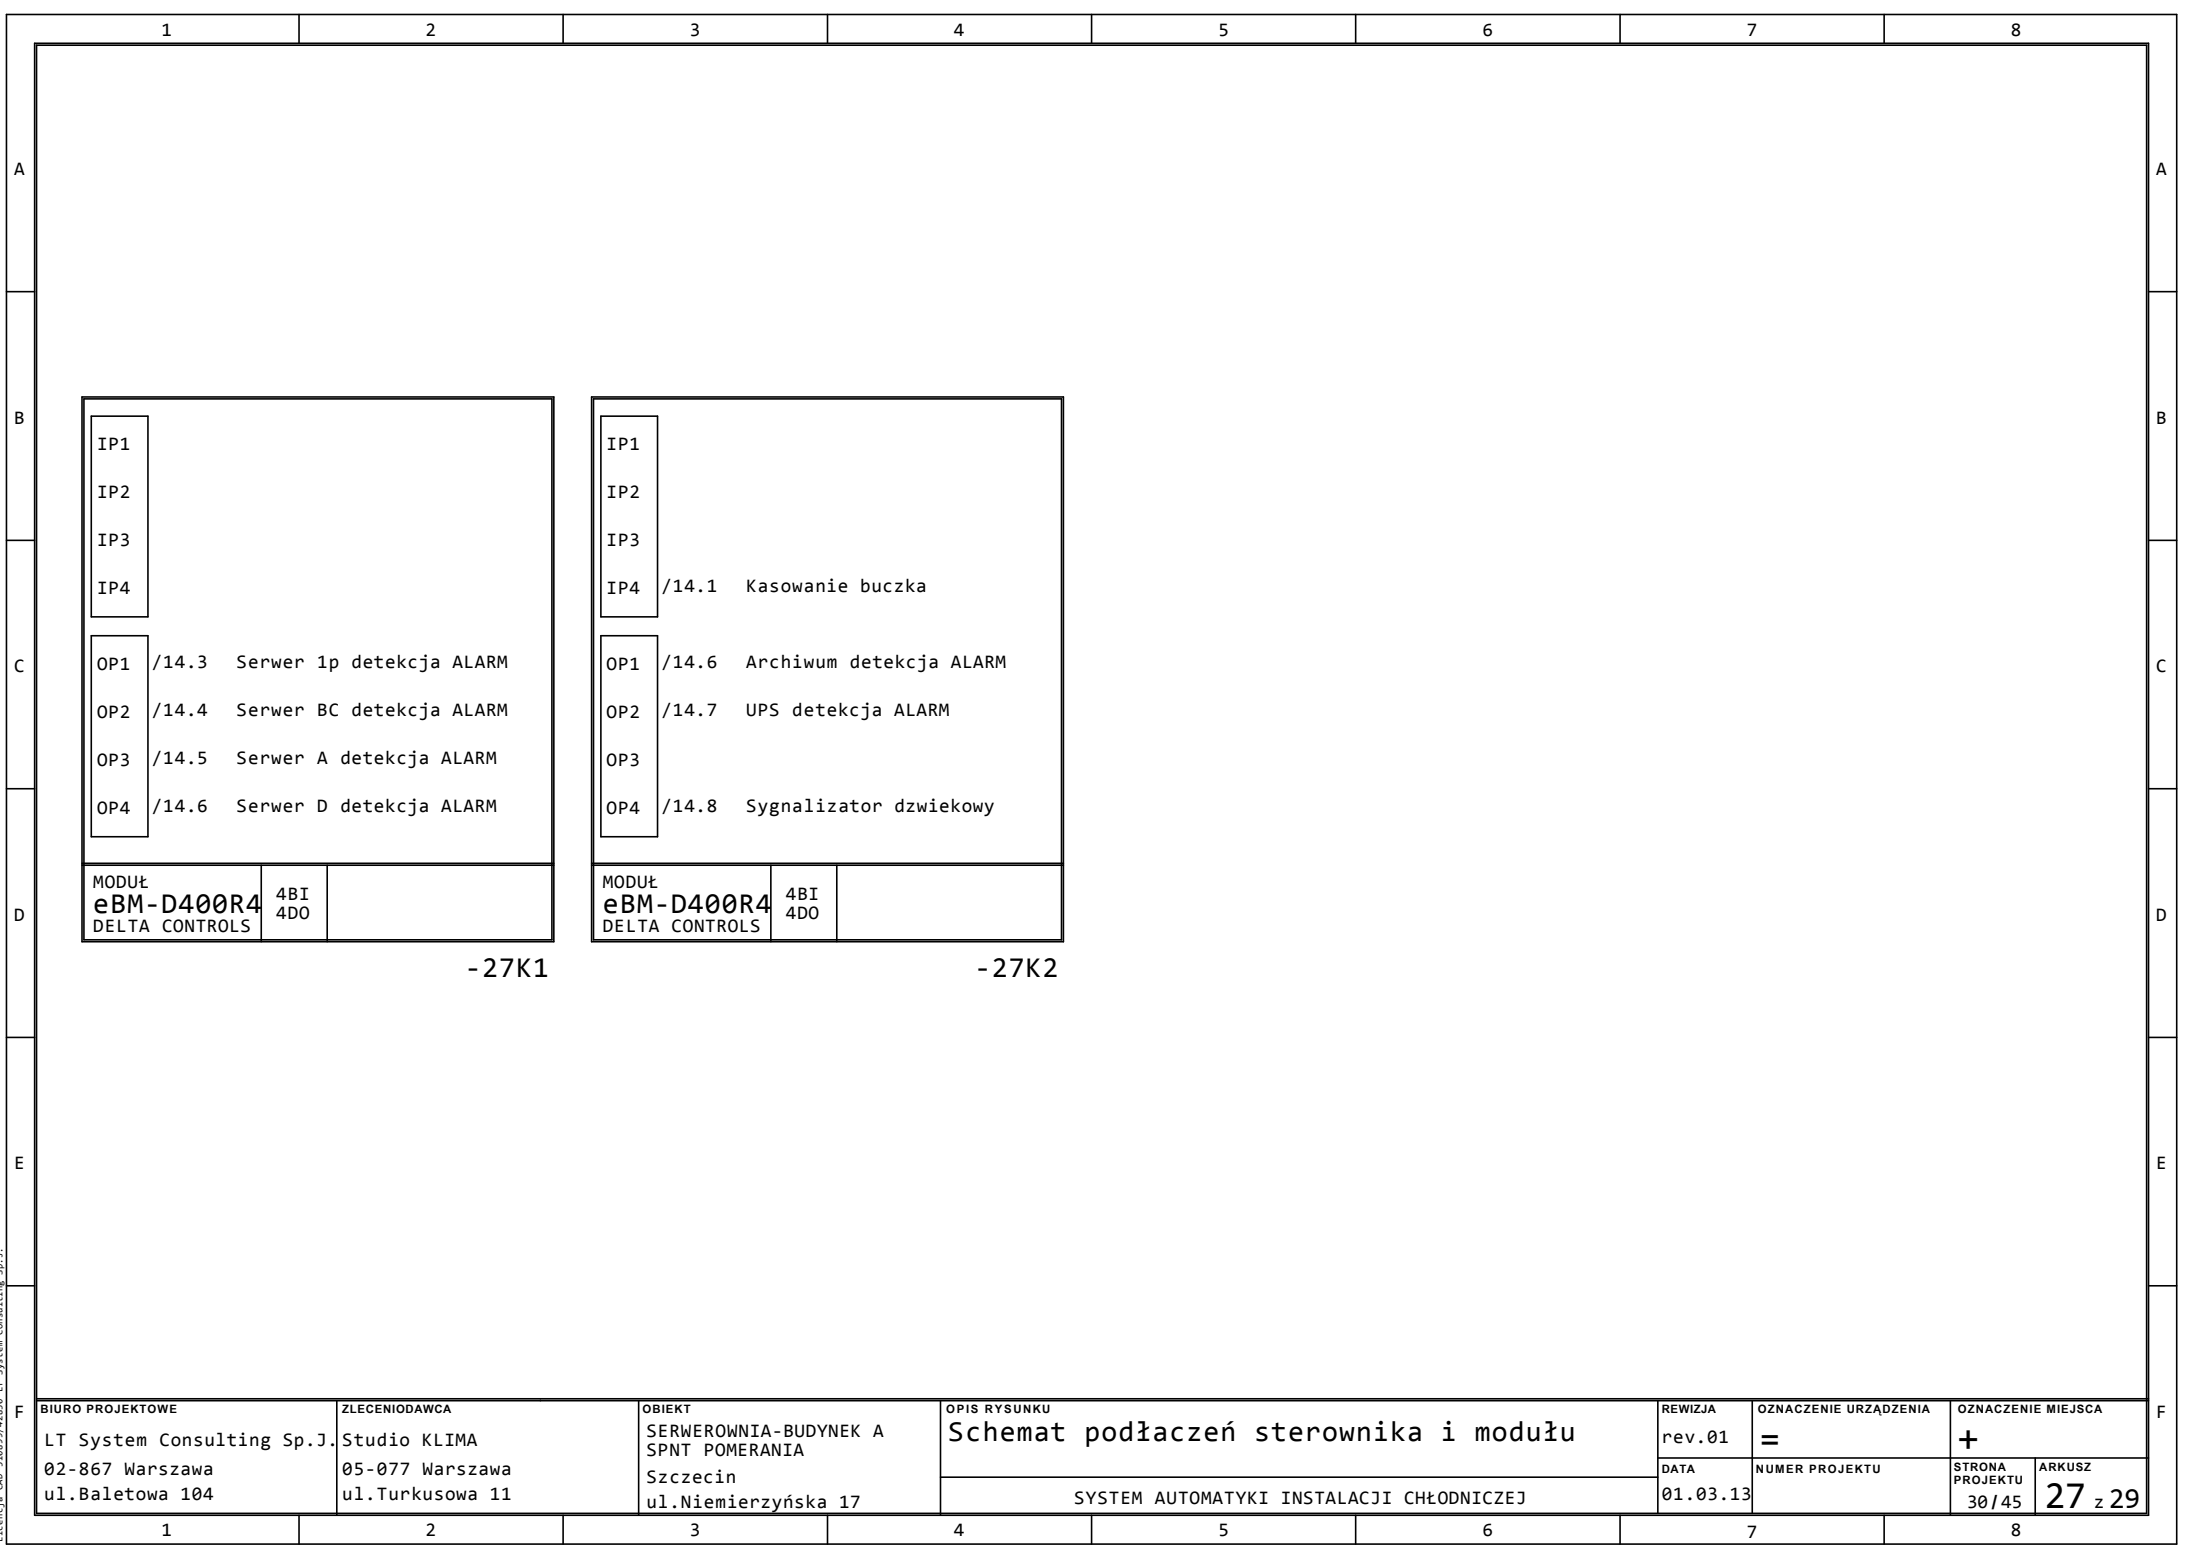 1 2 3 4 5 6 7 8
A A
B B
C C
D D
E E
F F
IP1
IP2
IP3
IP4
OP1 /14.3 Serwer 1p detekcja ALARM
OP2 /14.4 Serwer BC detekcja ALARM
OP3 /14.5 Serwer A detekcja ALARM
OP4 /14.6 Serwer D detekcja ALARM
MODUŁ
eBM-D400R4
DELTA CONTROLS
4BI
4DO
-27K1
IP1
IP2
IP3
IP4 /14.1 Kasowanie buczka
OP1 /14.6 Archiwum detekcja ALARM
OP2 /14.7 UPS detekcja ALARM
OP3
OP4 /14.8 Sygnalizator dzwiekowy
MODUŁ
eBM-D400R4
DELTA CONTROLS
4BI
4DO
-27K2
BIURO PROJEKTOWE
LT System Consulting Sp.J.
02-867 Warszawa
ul.Baletowa 104
ZLECENIODAWCA
Studio KLIMA
05-077 Warszawa
ul.Turkusowa 11
OBIEKT
SERWEROWNIA-BUDYNEK A
SPNT POMERANIA
Szczecin
ul.Niemierzyńska 17
OPIS RYSUNKU
Schemat podłaczeń sterownika i modułu
SYSTEM AUTOMATYKI INSTALACJI CHŁODNICZEJ
REWIZJA
rev.01
DATA
01.03.13
OZNACZENIE URZĄDZENIA
=
NUMER PROJEKTU
OZNACZENIE MIEJSCA
+
STRONA
PROJEKTU
30/45
ARKUSZ
27 z 29
1 2 3 4 5 6 7 8